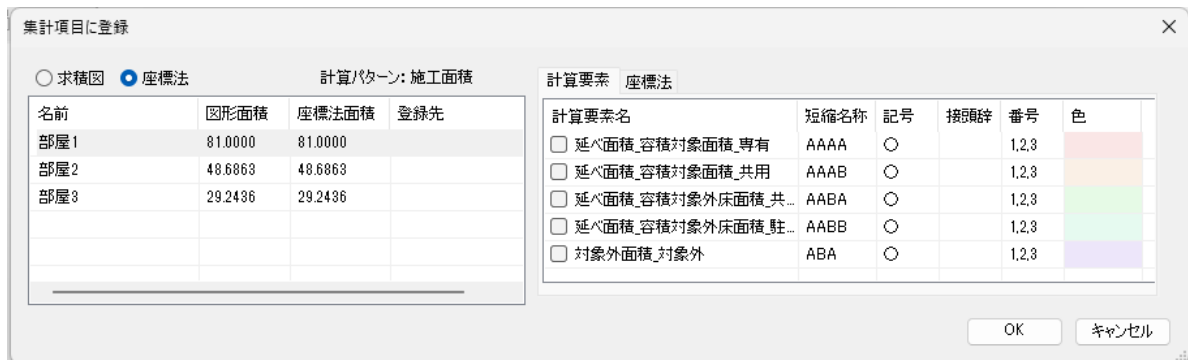 集計項目に登録
求積図 座標法 計算パターン: 施工面積
名前 図形面積 座標法面積 登録先
部屋1 81.0000 81.0000
部屋2 48.6863 48.6863
部屋3 29.2436 29.2436
計算要素 座標法
計算要素名 短縮名称 記号 接頭辞 番号 色
延べ面積_容積対象面積_専有 AAAA ○ 1,2,3
延べ面積_容積対象面積_共用 AAAB ○ 1,2,3
延べ面積_容積対象外床面積_共... AABA ○ 1,2,3
延べ面積_容積対象外床面積_駐... AABB ○ 1,2,3
対象外面積_対象外 ABA ○ 1,2,3
OK キャンセル